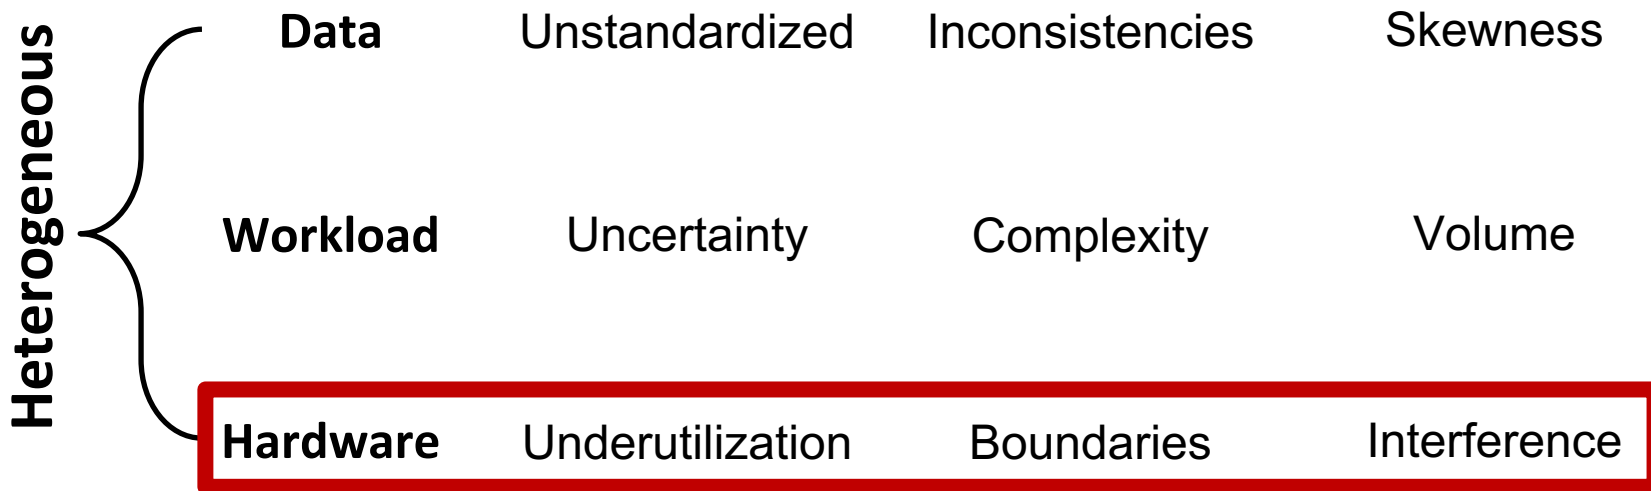 Heterogeneous
Data Unstandardized Inconsistencies Skewness
Workload Uncertainty Complexity Volume
Hardware Underutilization Boundaries Interference